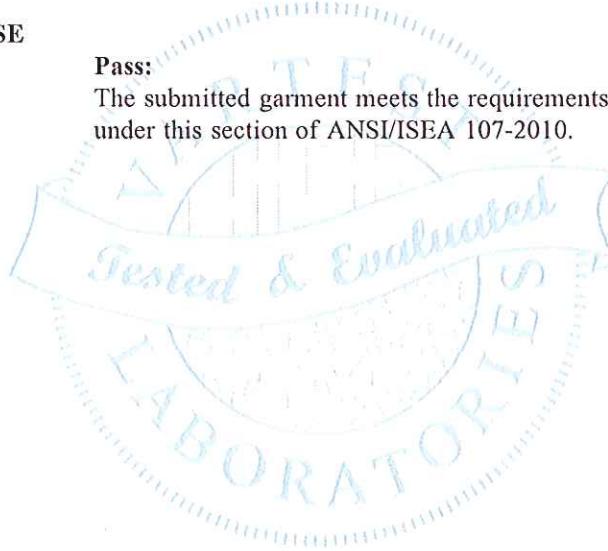 SE
Pass:
The submitted garment meets the requirements
under this section of ANSI/ISEA 107-2010.
VARTEST
Tested & Evaluated
LABORATORIES